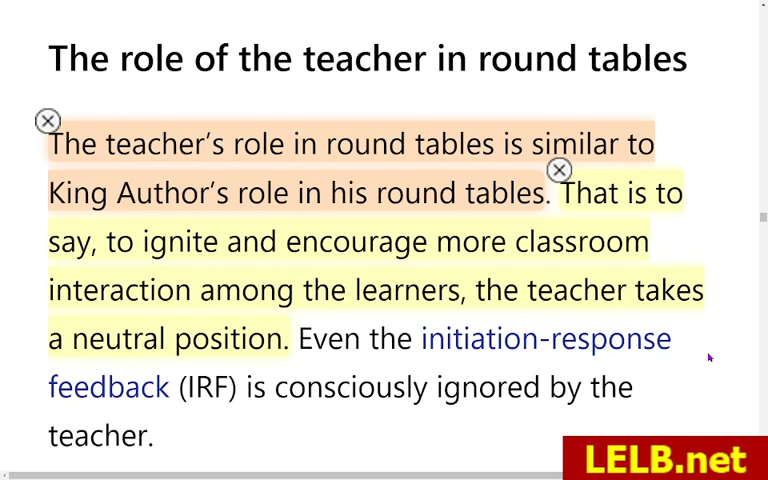 The role of the teacher in round tables
The teacher’s role in round tables is similar to
King Author’s role in his round tables. That is to
say, to ignite and encourage more classroom
interaction among the learners, the teacher takes
a neutral position. Even the initiation-response
feedback (IRF) is consciously ignored by the
teacher.
LELB.net